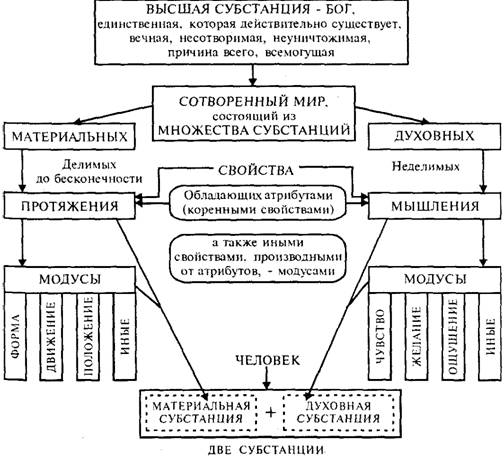 ВЫСШАЯ СУБСТАНЦИЯ - БОГ,
единственная, которая действительно существует,
вечная, несотворимая, неуничтожимая,
причина всего, всемогущая
СОТВОРЕННЫЙ МИР,
состоящий из
МНОЖЕСТВА СУБСТАНЦИЙ
МАТЕРИАЛЬНЫХ
ДУХОВНЫХ
Делимых
до бесконечности
СВОЙСТВА
Неделимых
ПРОТЯЖЕНИЯ
Обладающих атрибутами
(коренными свойствами)
МЫШЛЕНИЯ
а также иными
свойствами, производными
от атрибутов, - модусами
МОДУСЫ
ФОРМА
ДВИЖЕНИЕ
ПОЛОЖЕНИЕ
ИНЫЕ
МОДУСЫ
ЧУВСТВО
ЖЕЛАНИЕ
ОЩУЩЕНИЕ
ИНЫЕ
ЧЕЛОВЕК
МАТЕРИАЛЬНАЯ
СУБСТАНЦИЯ
+
ДУХОВНАЯ
СУБСТАНЦИЯ
ДВЕ СУБСТАНЦИИ